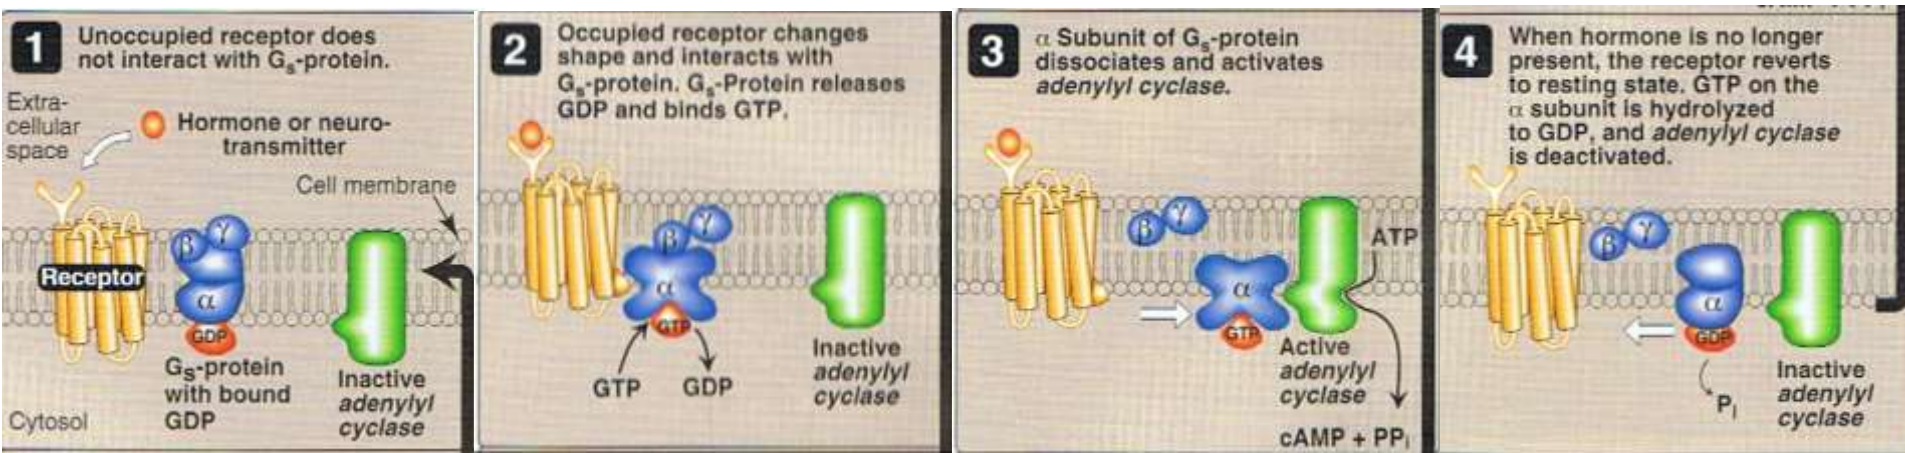 1
Unoccupied receptor does
not interact with Gs-protein.
Extra-
cellular
space
Hormone or neuro-
transmitter
Cell membrane
Receptor
β
γ
α
GDP
Gs-protein
with bound
GDP
Inactive
adenylyl
cyclase
Cytosol
2
Occupied receptor changes
shape and interacts with
Gs-protein. Gs-Protein releases
GDP and binds GTP.
β
γ
α
GTP
GTP
GDP
Inactive
adenylyl
cyclase
3
α Subunit of Gs-protein
dissociates and activates
adenylyl cyclase.
β
γ
ATP
α
GTP
Active
adenylyl
cyclase
cAMP + PPi
4
When hormone is no longer
present, the receptor reverts
to resting state. GTP on the
α subunit is hydrolyzed
to GDP, and adenylyl cyclase
is deactivated.
β
γ
α
GDP
Pi
Inactive
adenylyl
cyclase